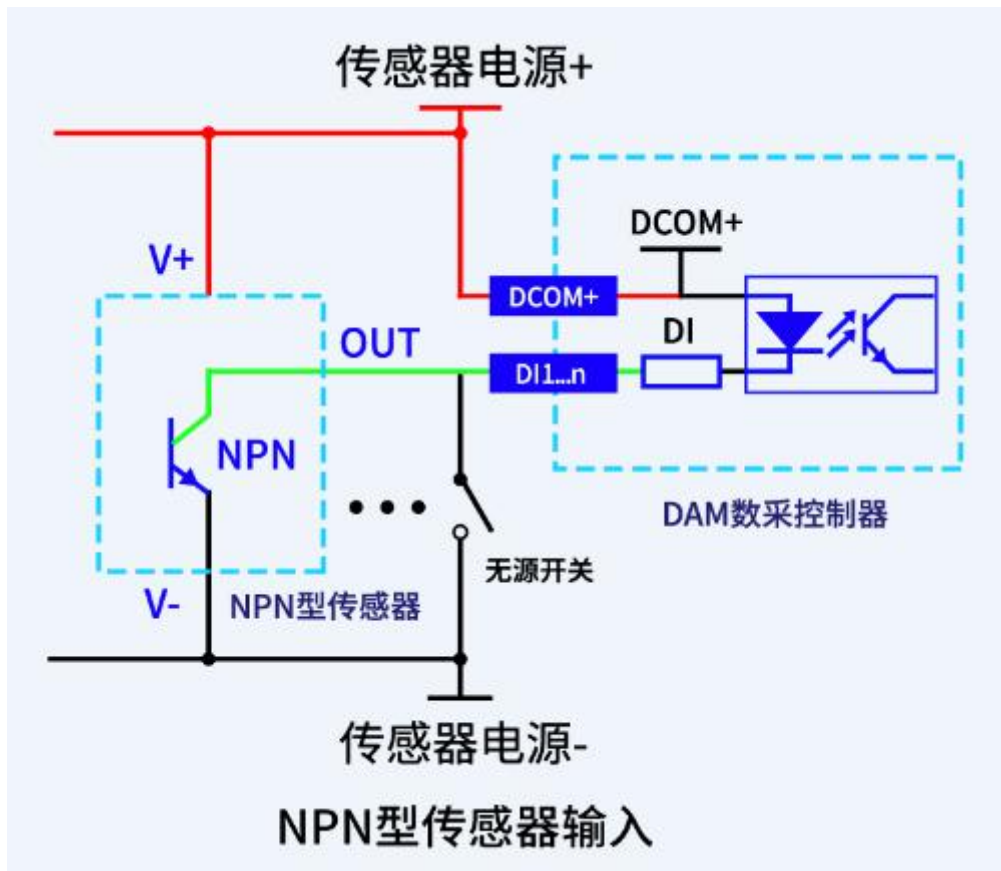 传感器电源+
DCOM+
V+
DCOM+
OUT
DI
DI1...n
NPN
DAM数采控制器
无源开关
V-
NPN型传感器
传感器电源-
NPN型传感器输入